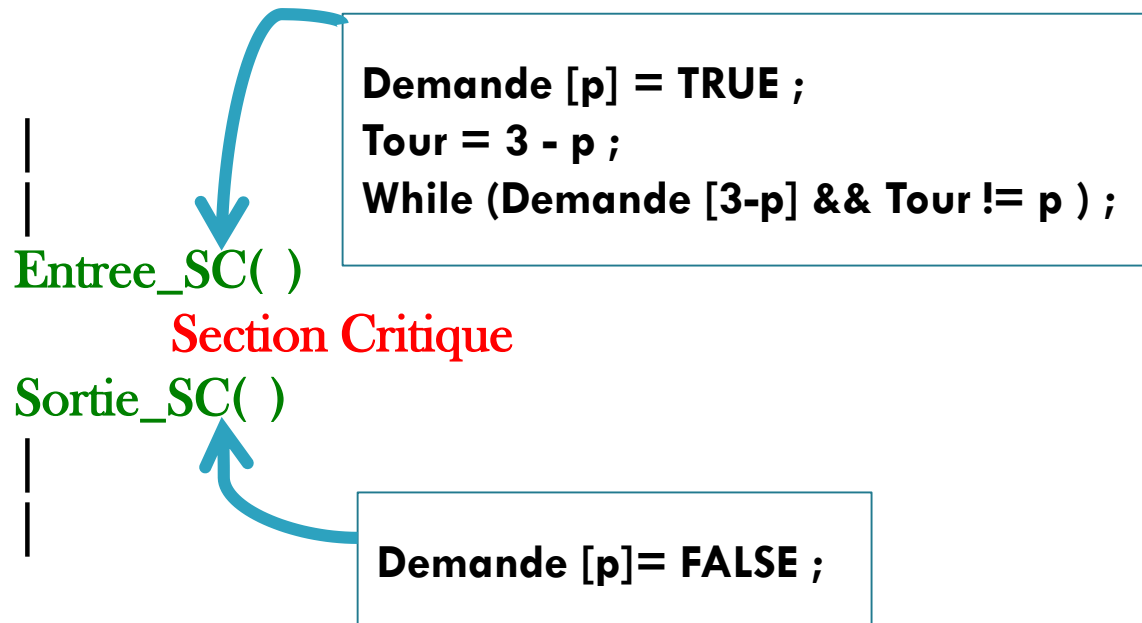 Demande [p] = TRUE ;
Tour = 3 - p ;
While (Demande [3-p] && Tour != p ) ;
Entree_SC( )
Section Critique
Sortie_SC( )
Demande [p]= FALSE ;